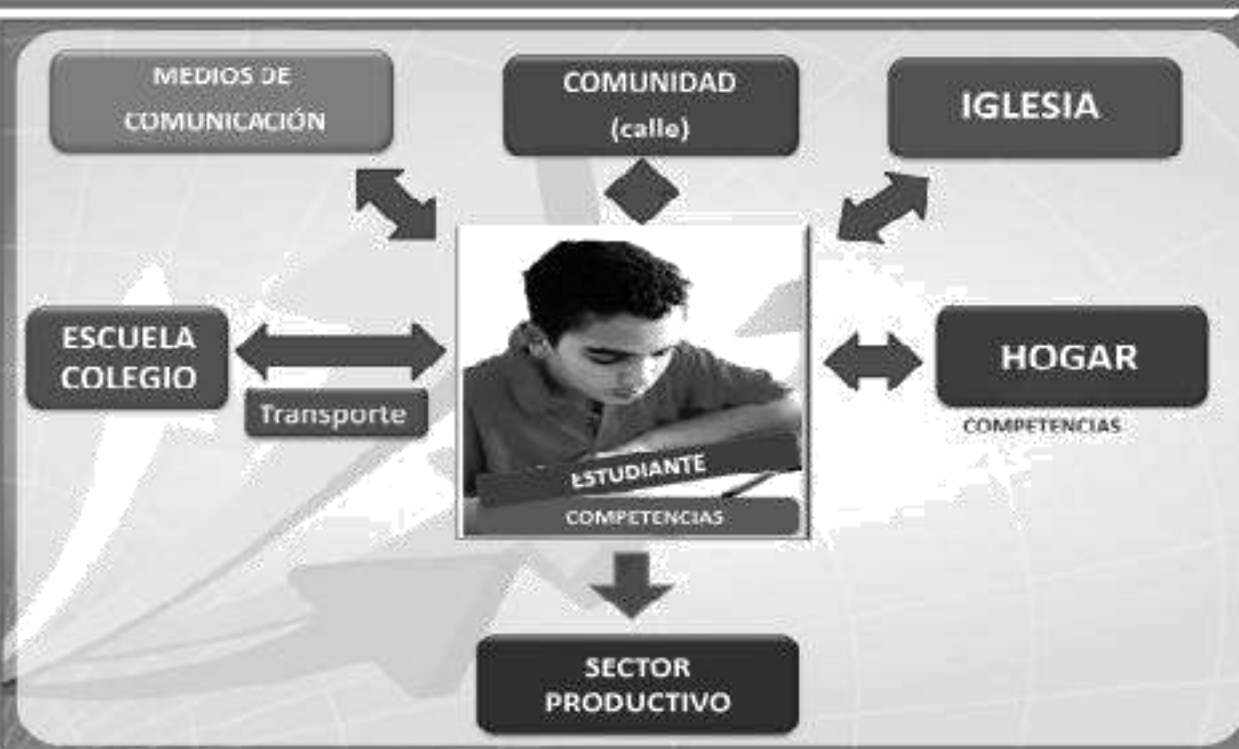 MEDIOS DE
COMUNICACIÓN
COMUNIDAD
(calle)
IGLESIA
ESCUELA
COLEGIO
Transporte
HOGAR
COMPETENCIAS
ESTUDIANTE
COMPETENCIAS
SECTOR
PRODUCTIVO